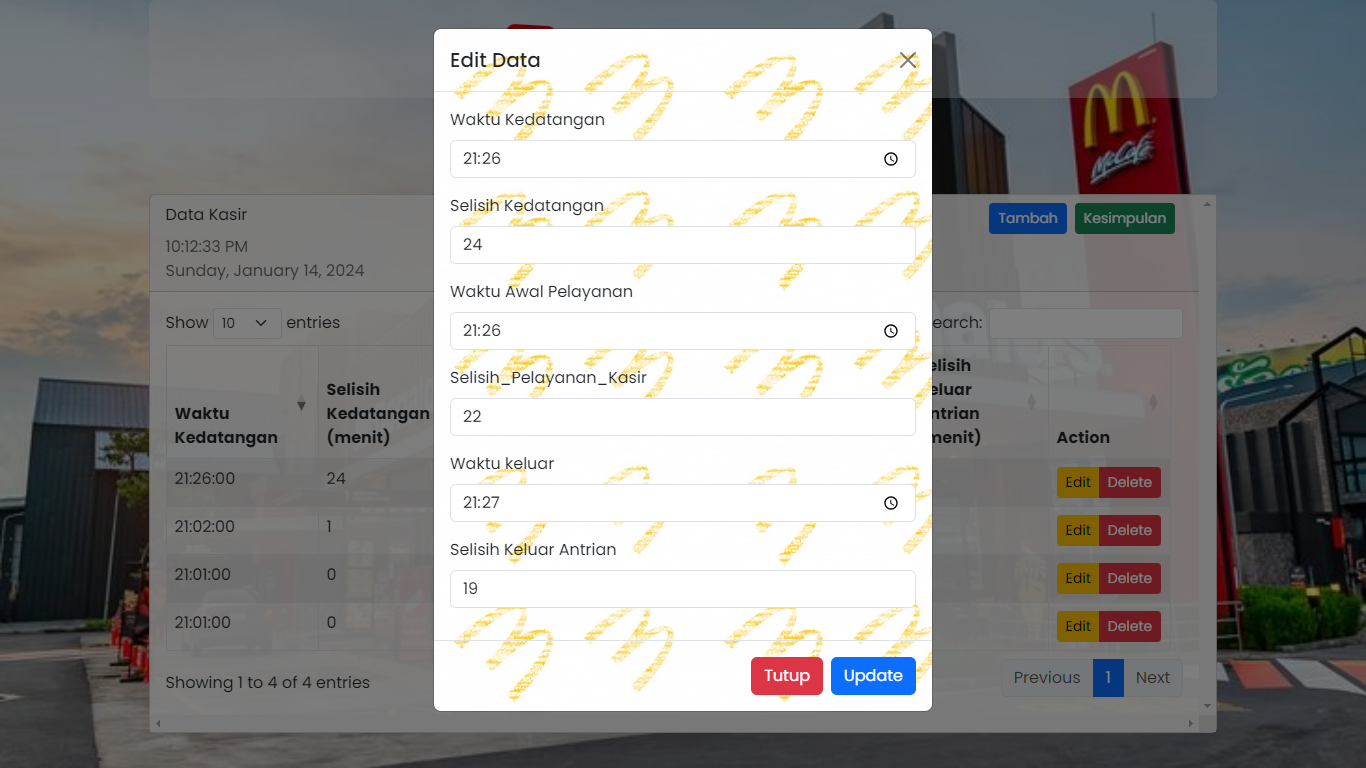 Edit Data
Waktu Kedatangan
21:26
Selisih Kedatangan
24
Waktu Awal Pelayanan
21:26
Selisih_Pelayanan_Kasir
22
Waktu keluar
21:27
Selisih Keluar Antrian
19
Tutup Update
McCafé
Data Kasir
Tambah Kesimpulan
10:12:33 PM
Sunday, January 14, 2024
Show 10 entries
earch:
Waktu Kedatangan
Selisih Kedatangan (menit)
elisih
eluar
ntrian
menit)
Action
21:26:00 24 Edit Delete
21:02:00 1 Edit Delete
21:01:00 0 Edit Delete
21:01:00 0 Edit Delete
Showing 1 to 4 of 4 entries
Previous 1 Next